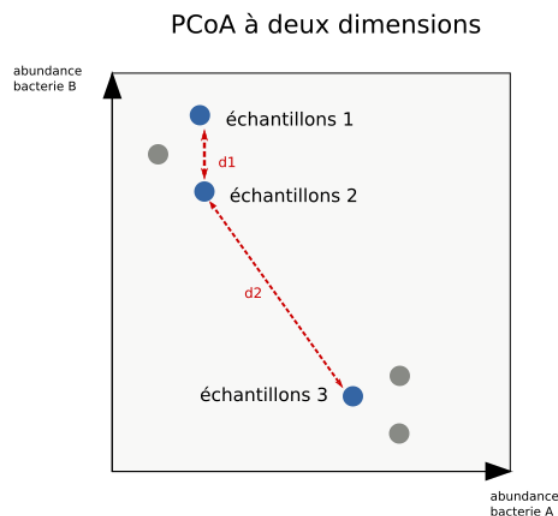 PCoA à deux dimensions
abundance
bacterie B
échantillons 1
d1
échantillons 2
d2
échantillons 3
abundance
bacterie A